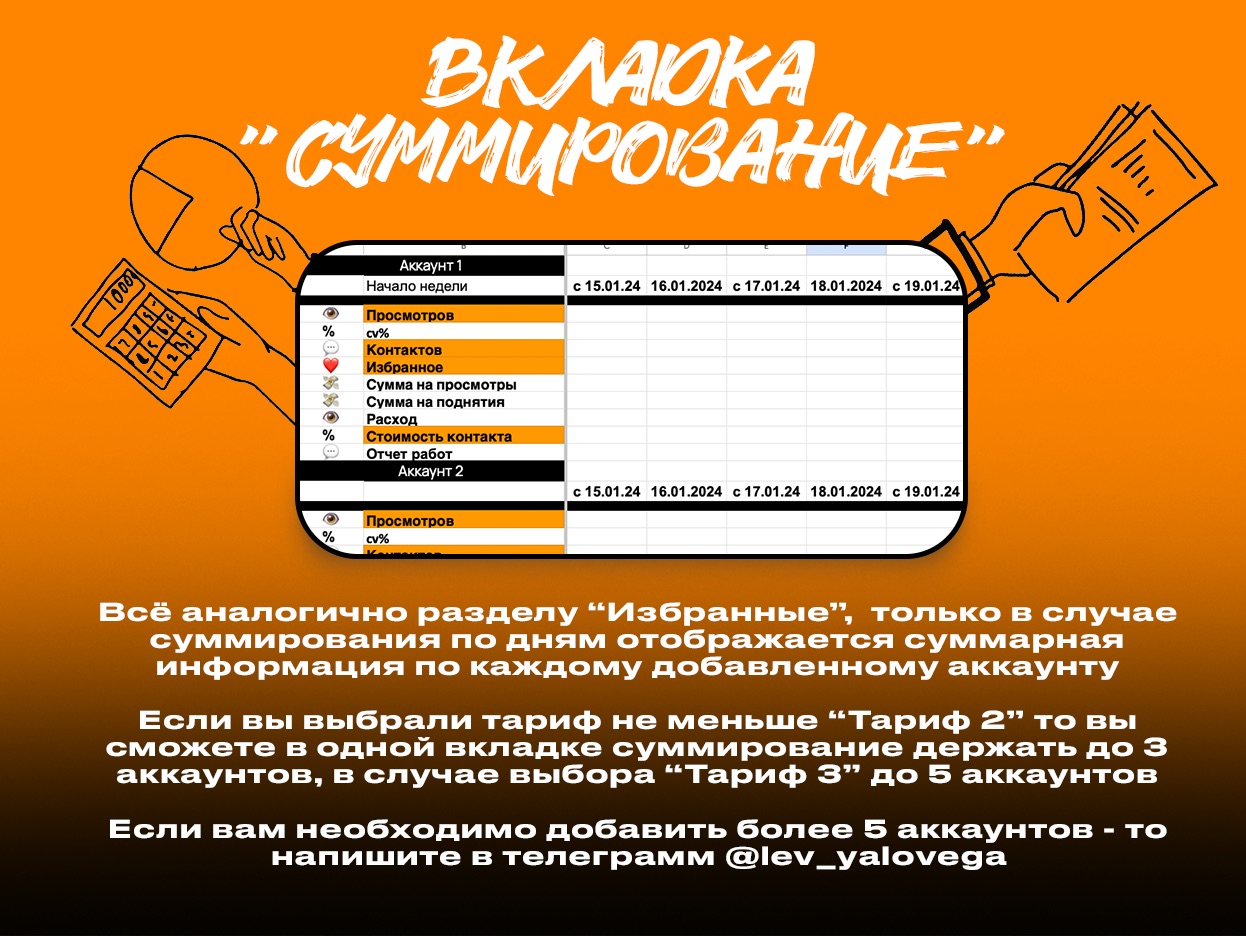 ВКЛАДКА
"СУММИРОВАНИЕ"
10000
B C D E F
Аккаунт 1
Начало недели с 15.01.24 16.01.2024 с 17.01.24 18.01.2024 с 19.01.24
Просмотров
% cv%
Контактов
Избранное
Сумма на просмотры
Сумма на поднятия
Расход
% Стоимость контакта
Отчет работ
Аккаунт 2
с 15.01.24 16.01.2024 с 17.01.24 18.01.2024 с 19.01.24
Просмотров
% cv%
Контактов
Всё аналогично разделу “Избранные”, только в случае
суммирования по дням отображается суммарная
информация по каждому добавленному аккаунту
Если вы выбрали тариф не меньше “Тариф 2” то вы
сможете в одной вкладке суммирование держать до 3
аккаунтов, в случае выбора “Тариф 3” до 5 аккаунтов
Если вам необходимо добавить более 5 аккаунтов - то
напишите в телеграмм @lev_yalovega